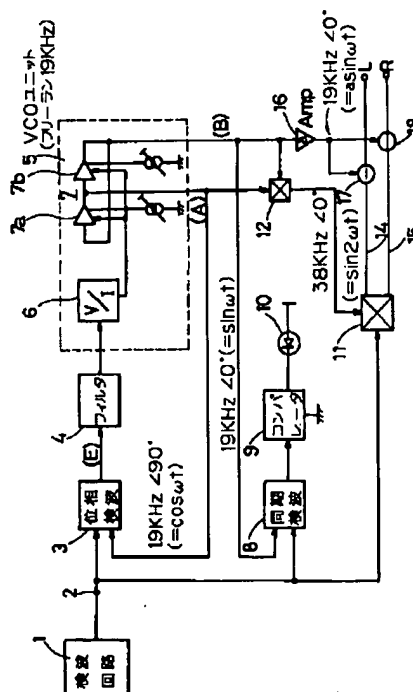 1
検波
回路
2
3
位相
検波
(E)
4
フィルタ
19KHz∠90°
(=cosωt)
5 VCOユニット
(フリーラン19KHz)
6
V/I
7a
7
7b
(A)
(B)
19KHz∠0°(=sinωt)
8
同期
検波
9
コンパ
レータ
10
12
16
Amp
38KHz∠0°
(=sin2ωt)
11
19KHz∠0°
(=asinωt)
17
14
15
18
L
R